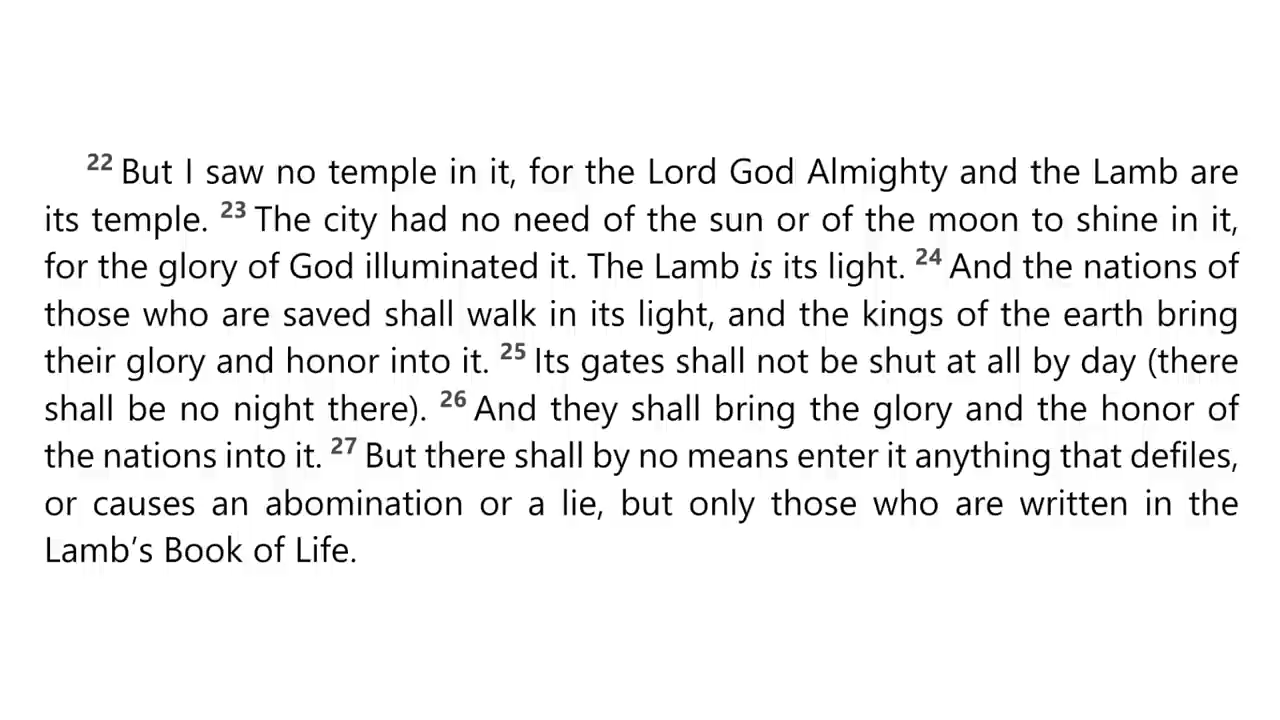 22 But I saw no temple in it, for the Lord God Almighty and the Lamb are
its temple. 23 The city had no need of the sun or of the moon to shine in it,
for the glory of God illuminated it. The Lamb is its light. 24 And the nations of
those who are saved shall walk in its light, and the kings of the earth bring
their glory and honor into it. 25 Its gates shall not be shut at all by day (there
shall be no night there). 26 And they shall bring the glory and the honor of
the nations into it. 27 But there shall by no means enter it anything that defiles,
or causes an abomination or a lie, but only those who are written in the
Lamb’s Book of Life.